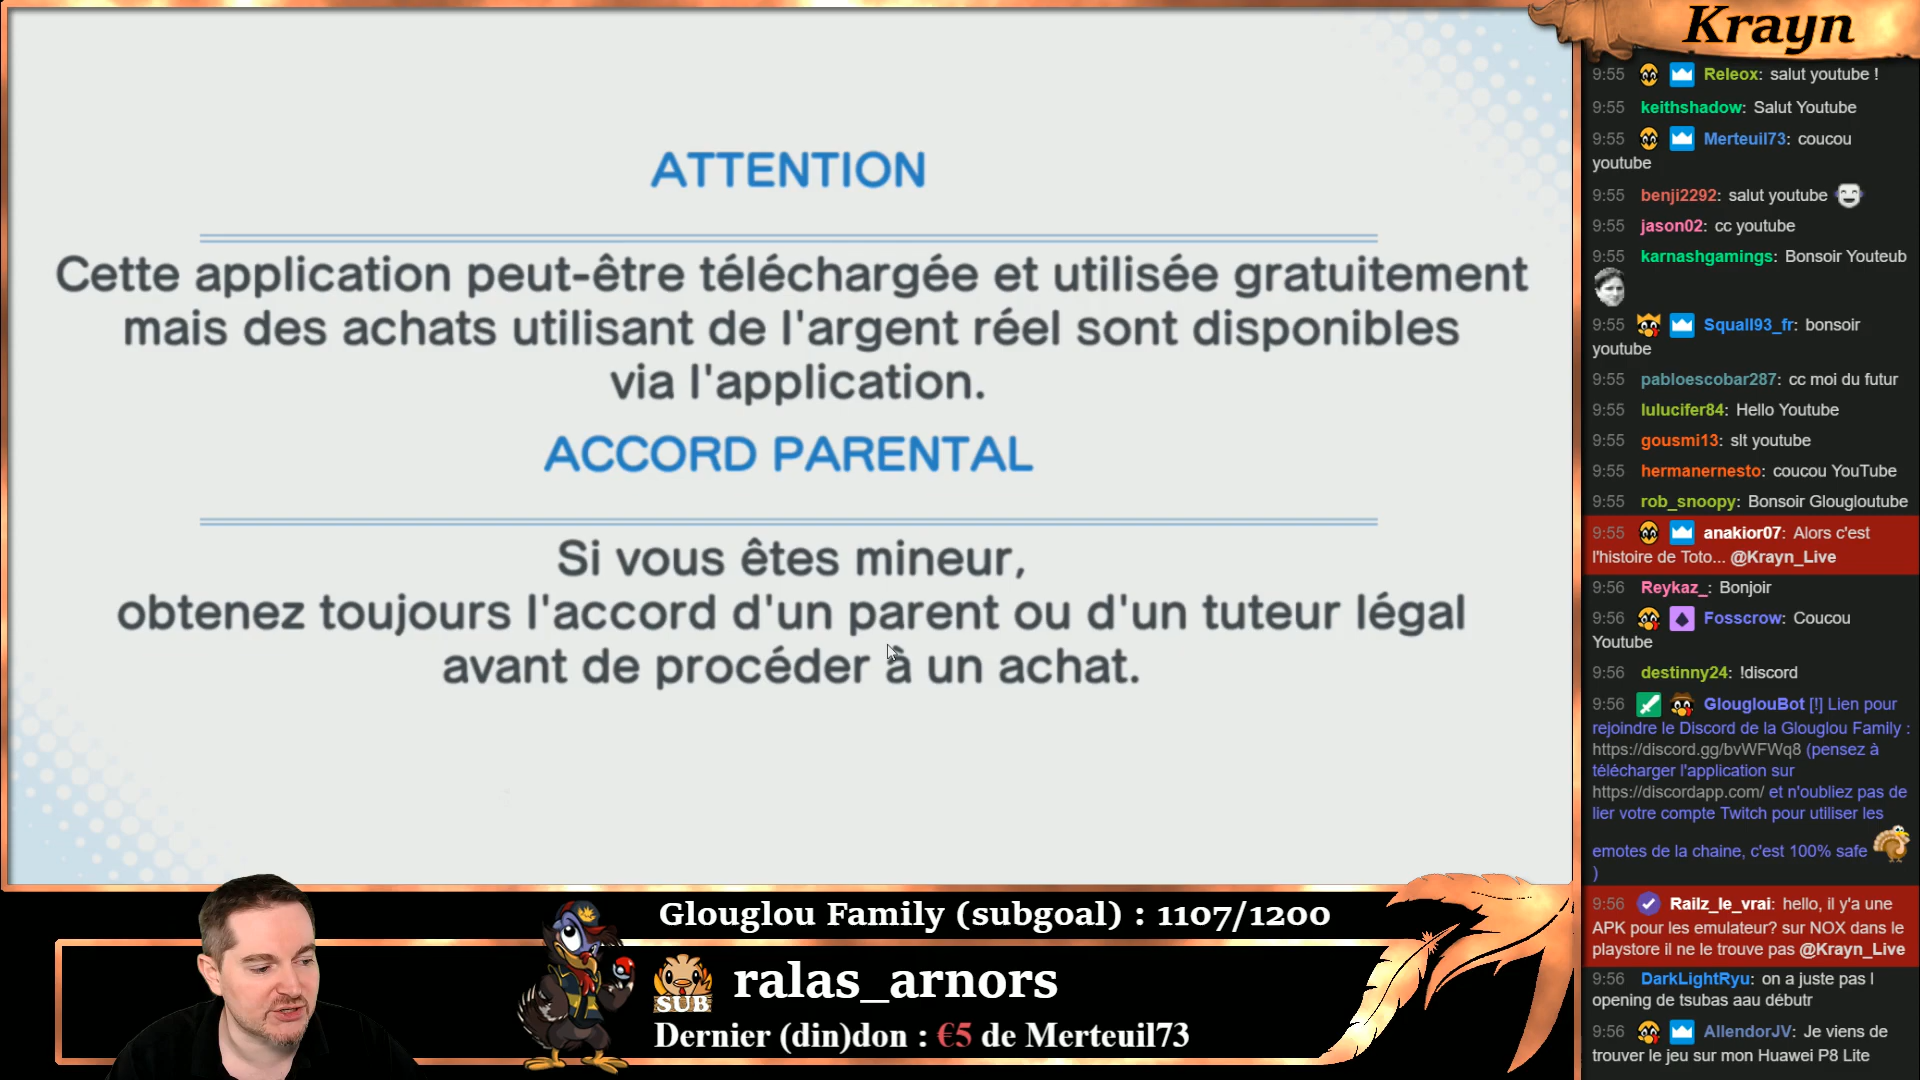 ATTENTION
Cette application peut-être téléchargée et utilisée gratuitement
mais des achats utilisant de l'argent réel sont disponibles
via l'application.
ACCORD PARENTAL
Si vous êtes mineur,
obtenez toujours l'accord d'un parent ou d'un tuteur légal
avant de procéder à un achat.
Glouglou Family (subgoal) : 1107/1200
SUB
ralas_arnors
Dernier (din)don : €5 de Merteuil73
Krayn
9:55 Releox: salut youtube !
9:55 keithshadow: Salut Youtube
9:55 Merteuil73: coucou
youtube
9:55 benji2292: salut youtube
9:55 jason02: cc youtube
9:55 karnashgamings: Bonsoir Youteub
9:55 Squall93_fr: bonsoir
youtube
9:55 pabloescobar287: cc moi du futur
9:55 lulucifer84: Hello Youtube
9:55 gousmi13: slt youtube
9:55 hermanernesto: coucou YouTube
9:55 rob_snoopy: Bonsoir Glougloutube
9:55 anakior07: Alors c'est
l'histoire de Toto... @Krayn_Live
9:56 Reykaz_: Bonjoir
9:56 Fosscrow: Coucou
Youtube
9:56 destinny24: !discord
9:56 GlouglouBot [!] Lien pour
rejoindre le Discord de la Glouglou Family :
https://discord.gg/bvWFWq8 (pensez à
télécharger l'application sur
https://discordapp.com/ et n'oubliez pas de
lier votre compte Twitch pour utiliser les
emotes de la chaine, c'est 100% safe
)
9:56 Railz_le_vrai: hello, il y'a une
APK pour les emulateur? sur NOX dans le
playstore il ne le trouve pas @Krayn_Live
9:56 DarkLightRyu: on a juste pas l
opening de tsubas aau débutr
9:56 AllendorJV: Je viens de
trouver le jeu sur mon Huawei P8 Lite